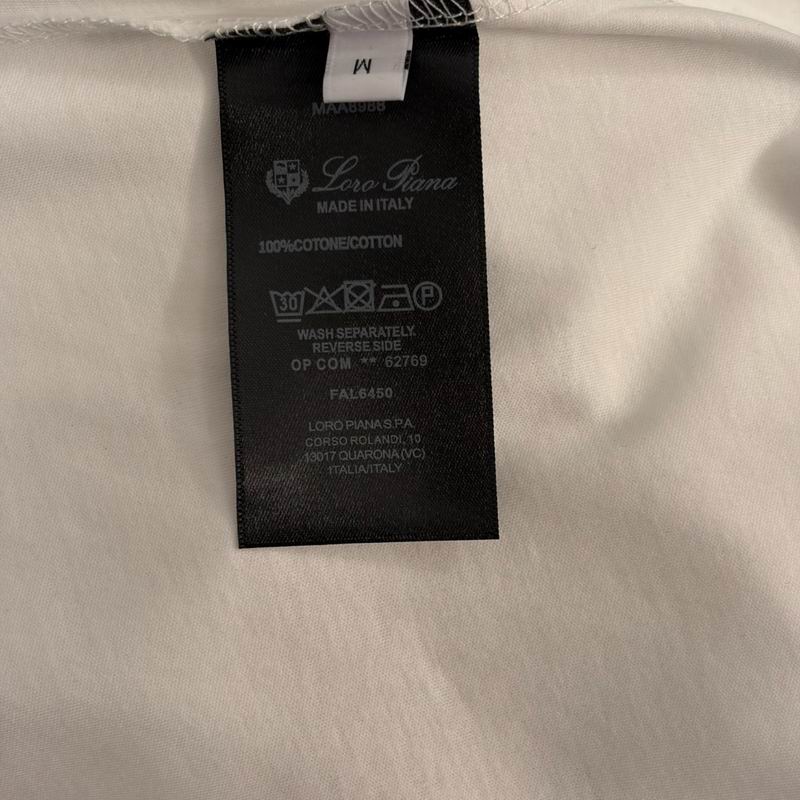 M
MAA8988
Loro Piana
MADE IN ITALY
100%COTONE/COTTON
30 P
WASH SEPARATELY.
REVERSE SIDE
OP COM ** 62769
FAL6450
LORO PIANA S.P.A.
CORSO ROLANDI, 10
13017 QUARONA (VC)
ITALIA/ITALY